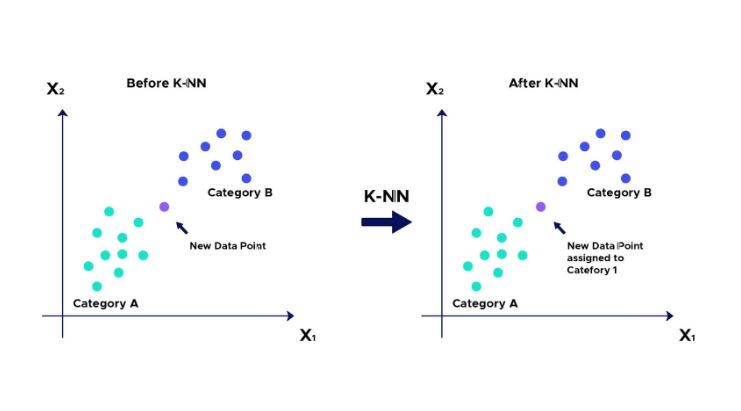 Before K-NN
X2
Category B
New Data Point
Category A
X1
K-NN
After K-NN
X2
Category B
New Data Point
assigned to
Catefory 1
Category A
X1